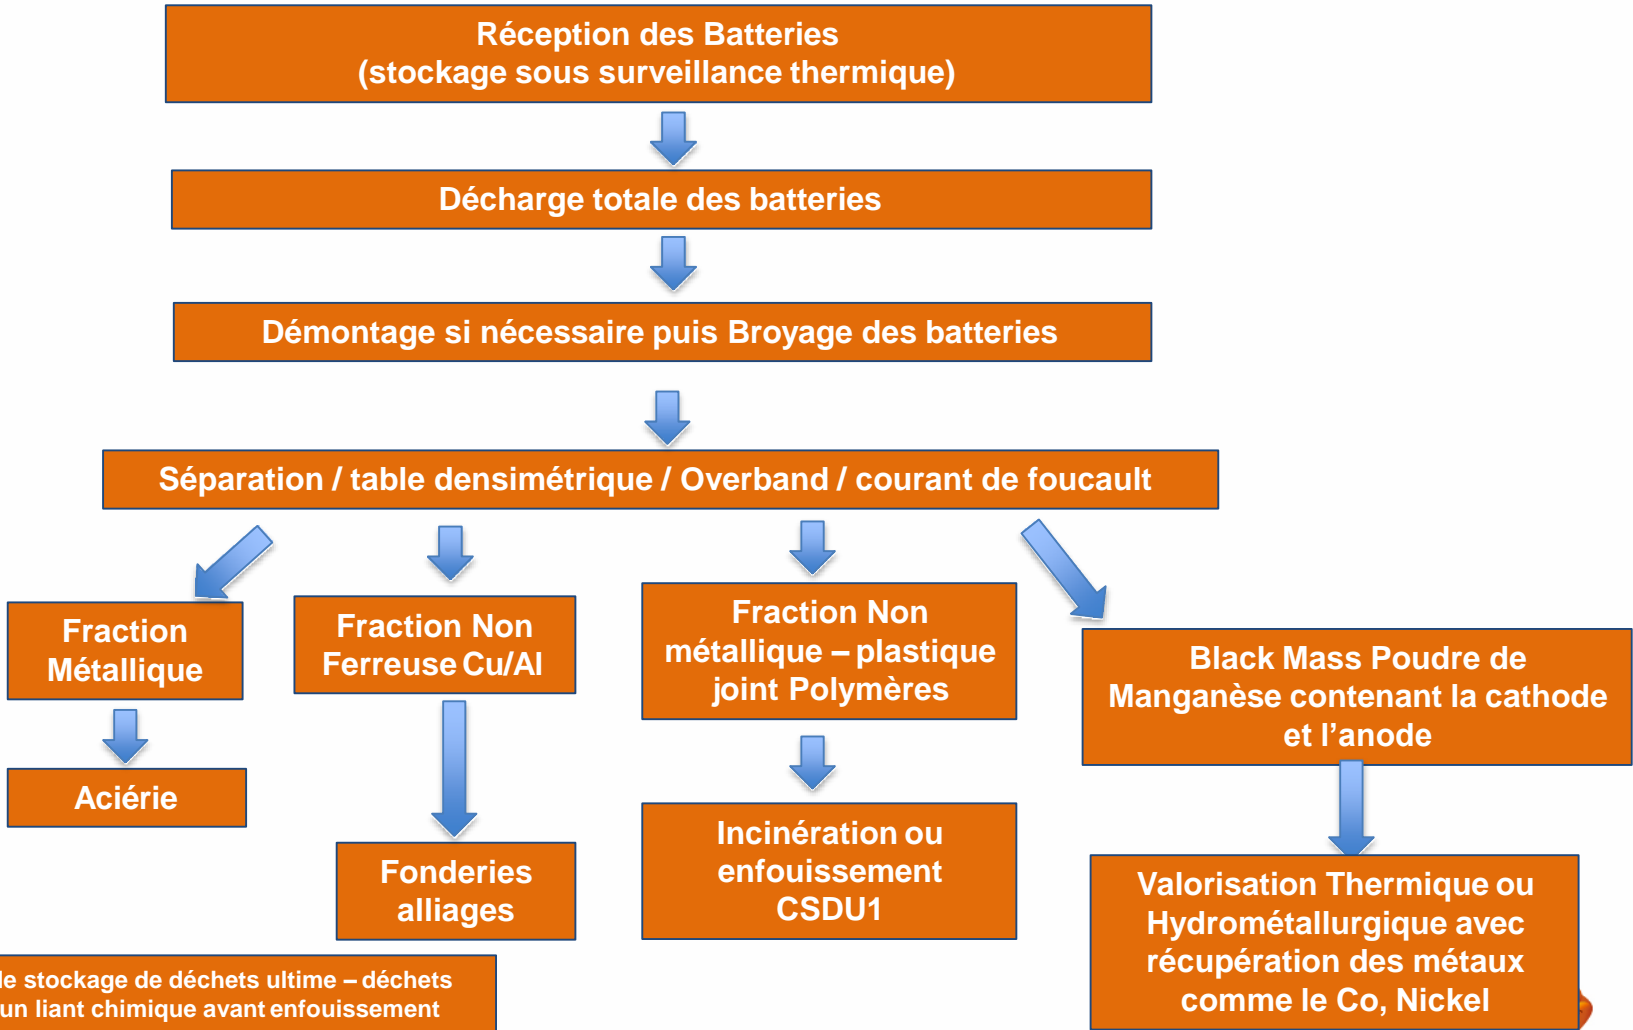 Réception des Batteries
(stockage sous surveillance thermique)
Décharge totale des batteries
Démontage si nécessaire puis Broyage des batteries
Séparation / table densimétrique / Overband / courant de foucault
Fraction
Métallique
Fraction Non
Ferreuse Cu/Al
Fraction Non
métallique – plastique
joint Polymères
Black Mass Poudre de
Manganèse contenant la cathode
et l'anode
Aciérie
Fonderies
alliages
Incinération ou
enfouissement
CSDU1
Valorisation Thermique ou
Hydrométallurgique avec
récupération des métaux
comme le Co, Nickel
de stockage de déchets ultime – déchets
un liant chimique avant enfouissement